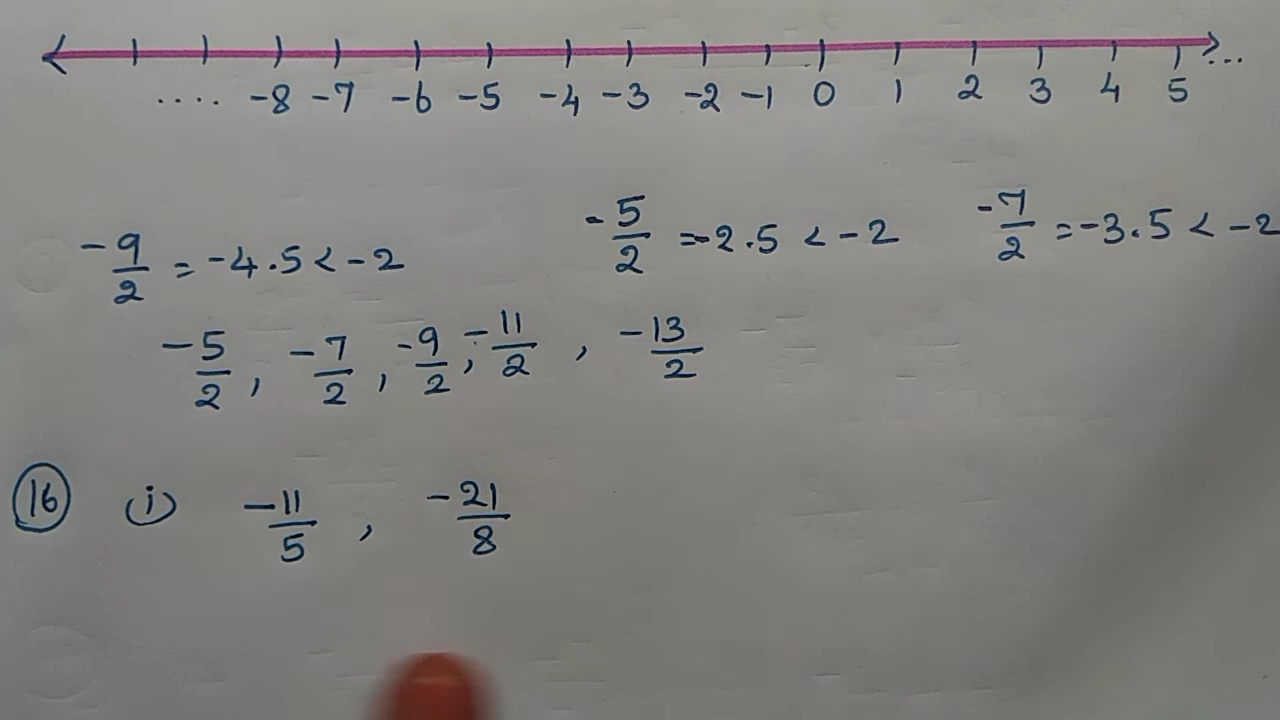 .... -8 -7 -6 -5 -4 -3 -2 -1 0 1 2 3 4 5 ...
-9/2 = -4.5 < -2 -5/2 = -2.5 < -2 -7/2 = -3.5 < -2
-5/2, -7/2, -9/2, -11/2, -13/2
16 (i) -11/5, -21/8